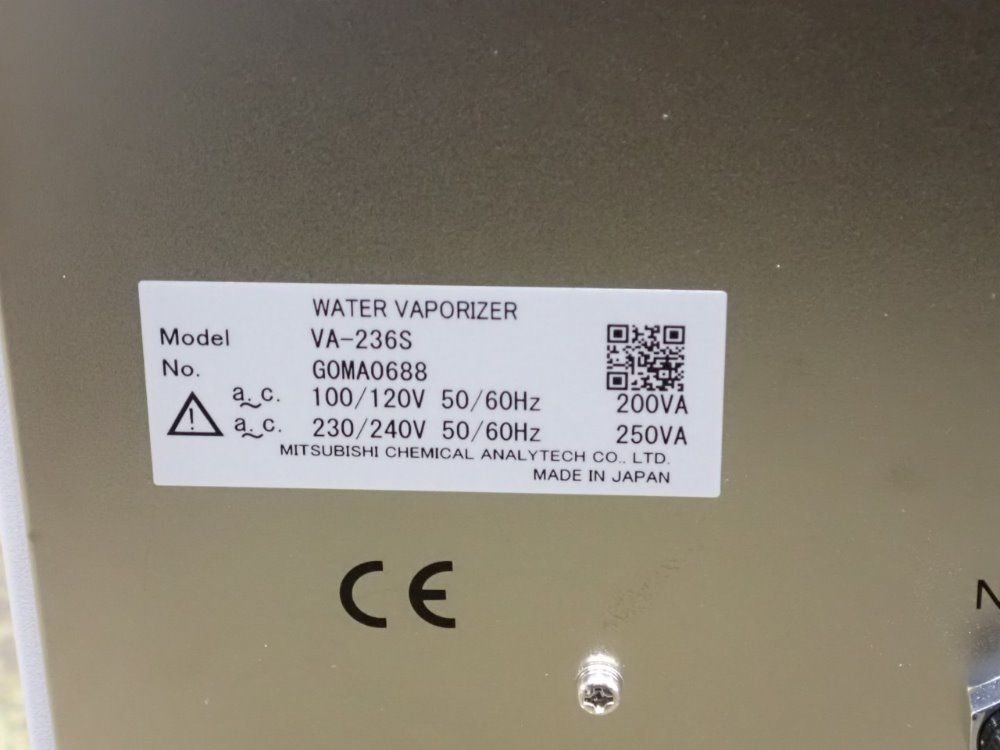 WATER VAPORIZER
Model VA-236S
No. G0MA0688
a.c. 100/120V 50/60Hz 200VA
a.c. 230/240V 50/60Hz 250VA
MITSUBISHI CHEMICAL ANALYTECH CO., LTD.
MADE IN JAPAN
CE
N